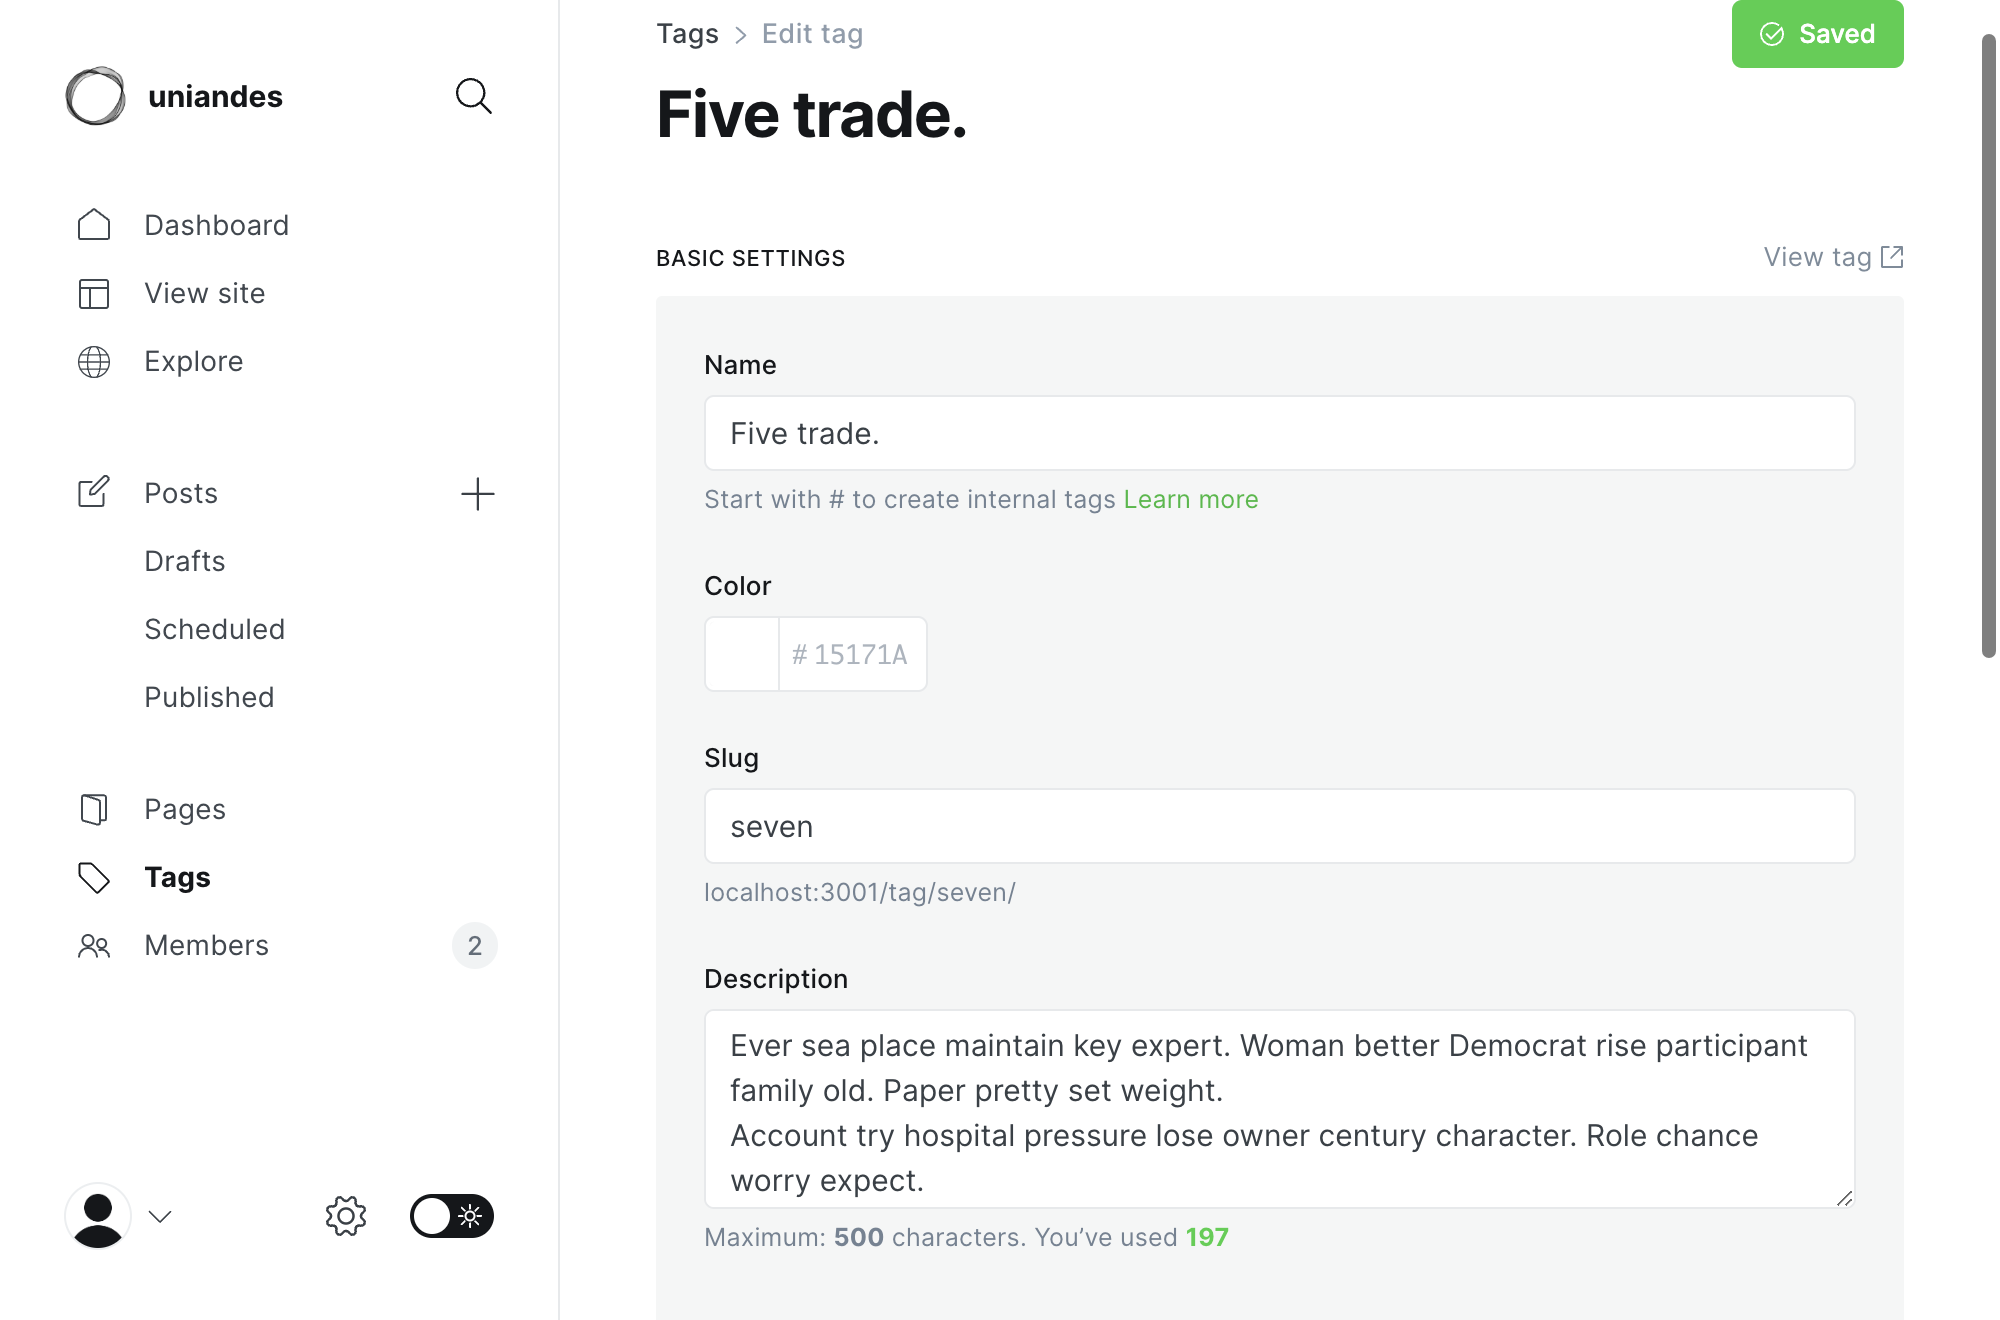 uniandes
Dashboard
View site
Explore
Posts
Drafts
Scheduled
Published
Pages
Tags
Members 2
Tags > Edit tag
Saved
Five trade.
BASIC SETTINGS
View tag
Name
Five trade.
Start with # to create internal tags Learn more
Color
# 15171A
Slug
seven
localhost:3001/tag/seven/
Description
Ever sea place maintain key expert. Woman better Democrat rise participant
family old. Paper pretty set weight.
Account try hospital pressure lose owner century character. Role chance
worry expect.
Maximum: 500 characters. You’ve used 197